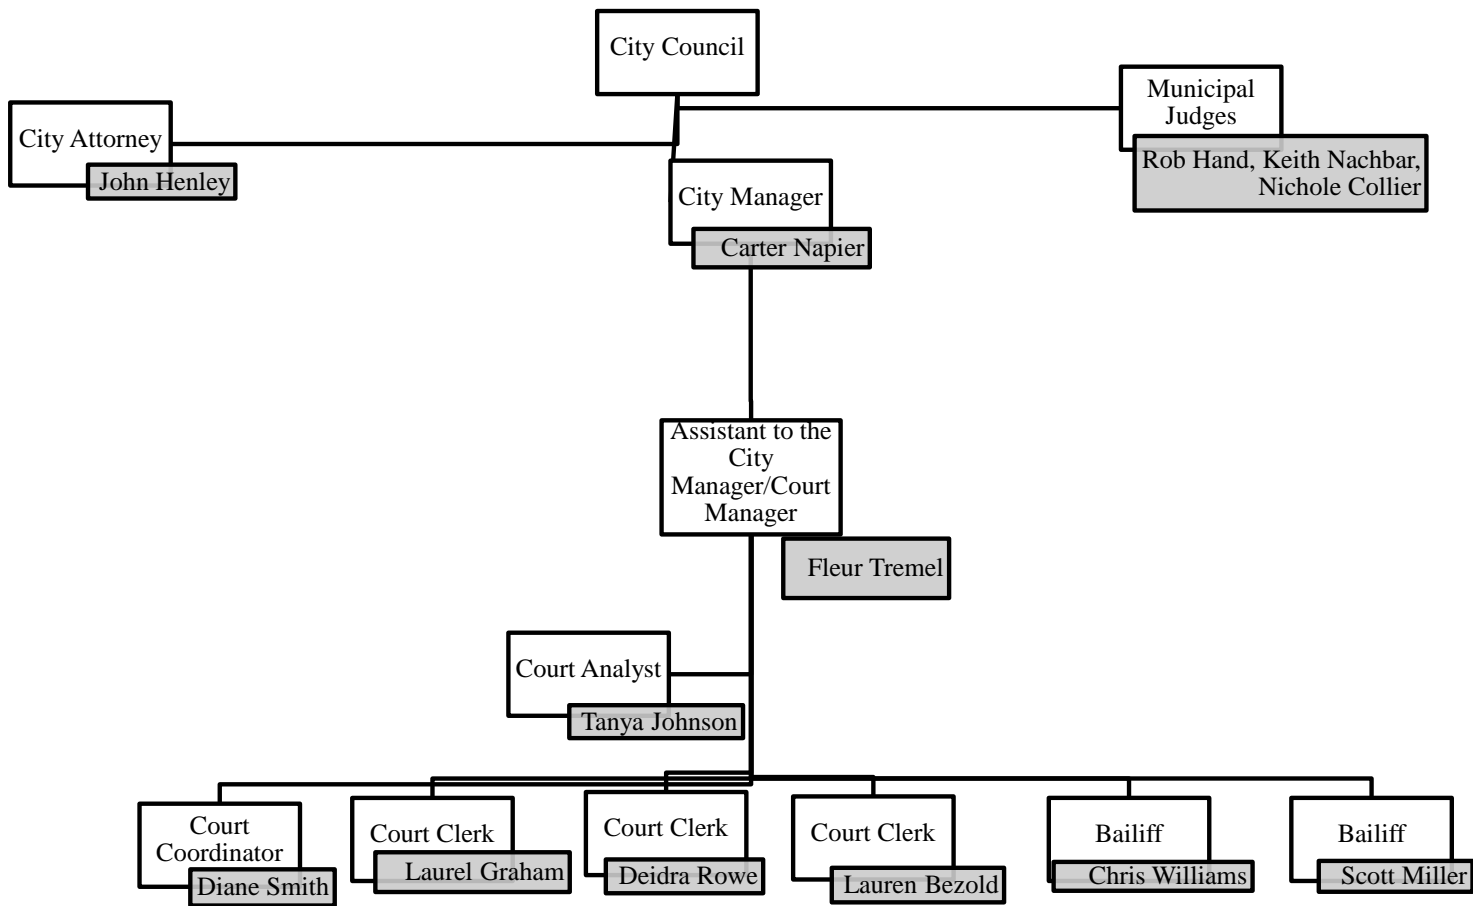 City Council
Municipal
Judges
Rob Hand, Keith Nachbar,
Nichole Collier
City Attorney
John Henley
City Manager
Carter Napier
Assistant to the
City
Manager/Court
Manager
Fleur Tremel
Court Analyst
Tanya Johnson
Court
Coordinator
Diane Smith
Court Clerk
Laurel Graham
Court Clerk
Deidra Rowe
Court Clerk
Lauren Bezold
Bailiff
Chris Williams
Bailiff
Scott Miller